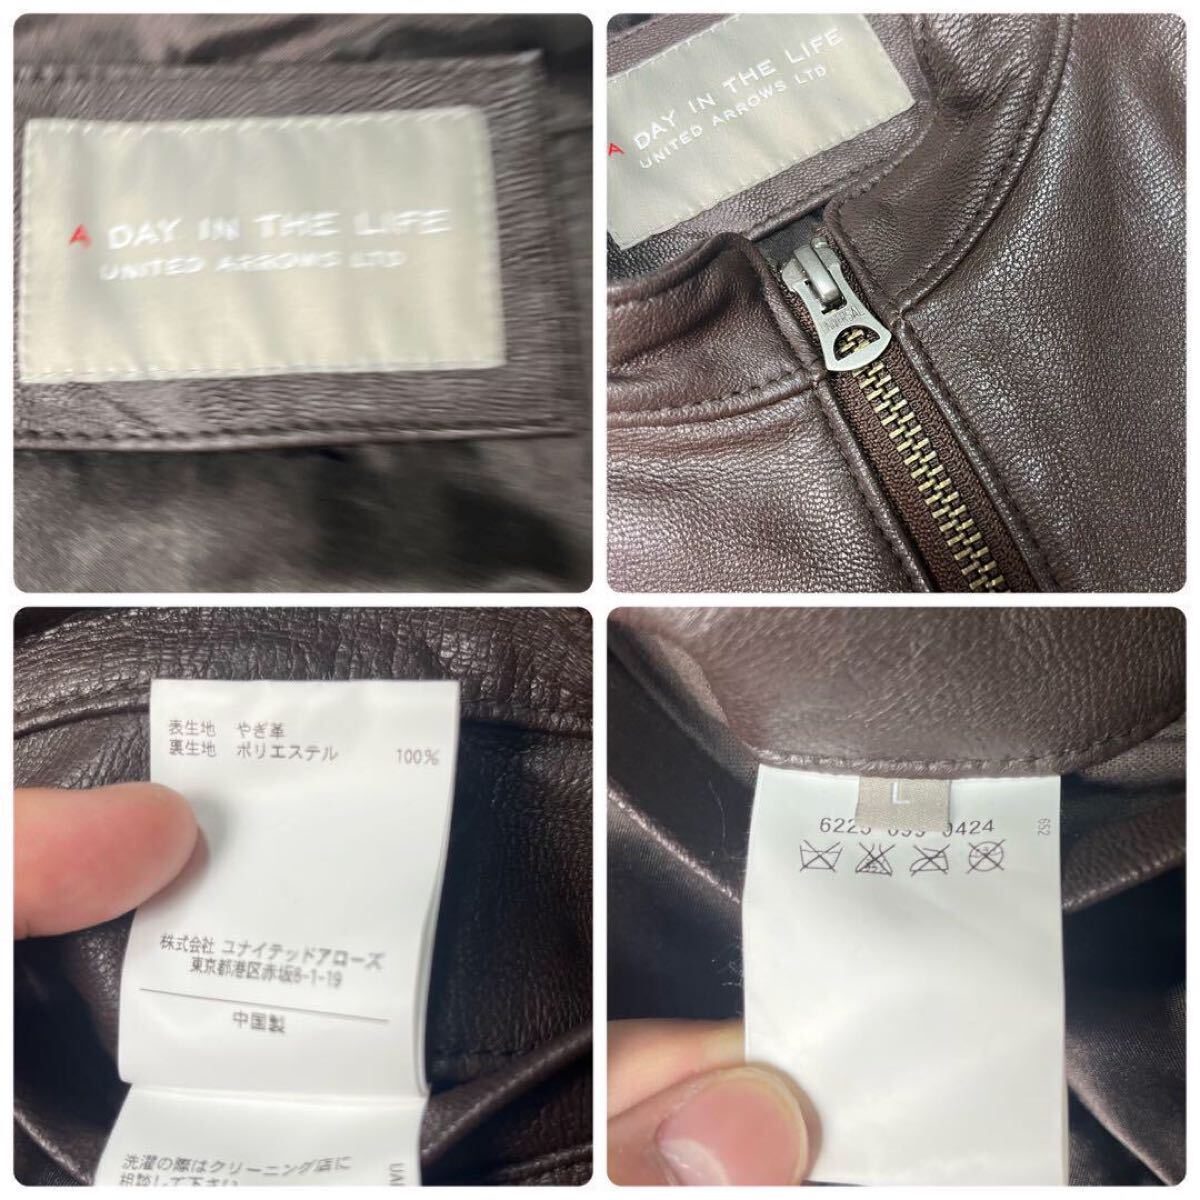 A DAY IN THE LIFE
UNITED ARROWS LTD
A DAY IN THE LIFE
UNITED ARROWS LTD
UNIVERSAL
表生地 やぎ革
裏生地 ポリエステル 100%
株式会社 ユナイテッドアローズ
東京都港区赤坂8-1-19
中国製
洗濯の際はクリーニング店に
相談して下さい
L
0424
652